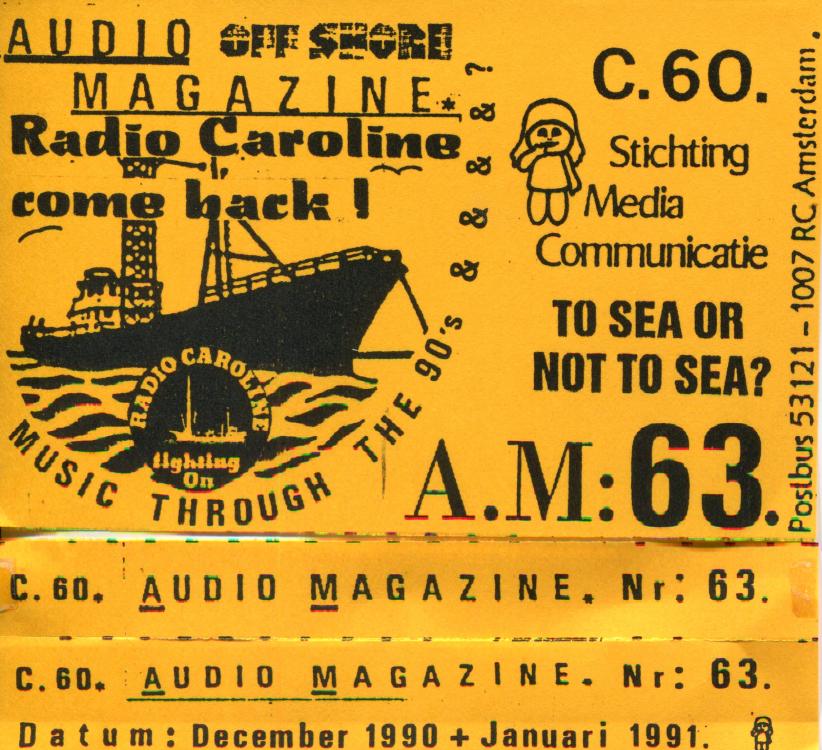 AUDIO OFF SHORE
MAGAZINE.*
Radio Caroline
come back !
& & & & & ?
RADIO CAROLINE
fighting
On
MUSIC THROUGH THE 90's
C.60.
Stichting
Media
Communicatie
TO SEA OR
NOT TO SEA?
A.M:63.
Postbus 53121 - 1007 RC Amsterdam.
C.60. AUDIO MAGAZINE. Nr: 63.
C.60. AUDIO MAGAZINE. Nr: 63.
Datum: December 1990 + Januari 1991.